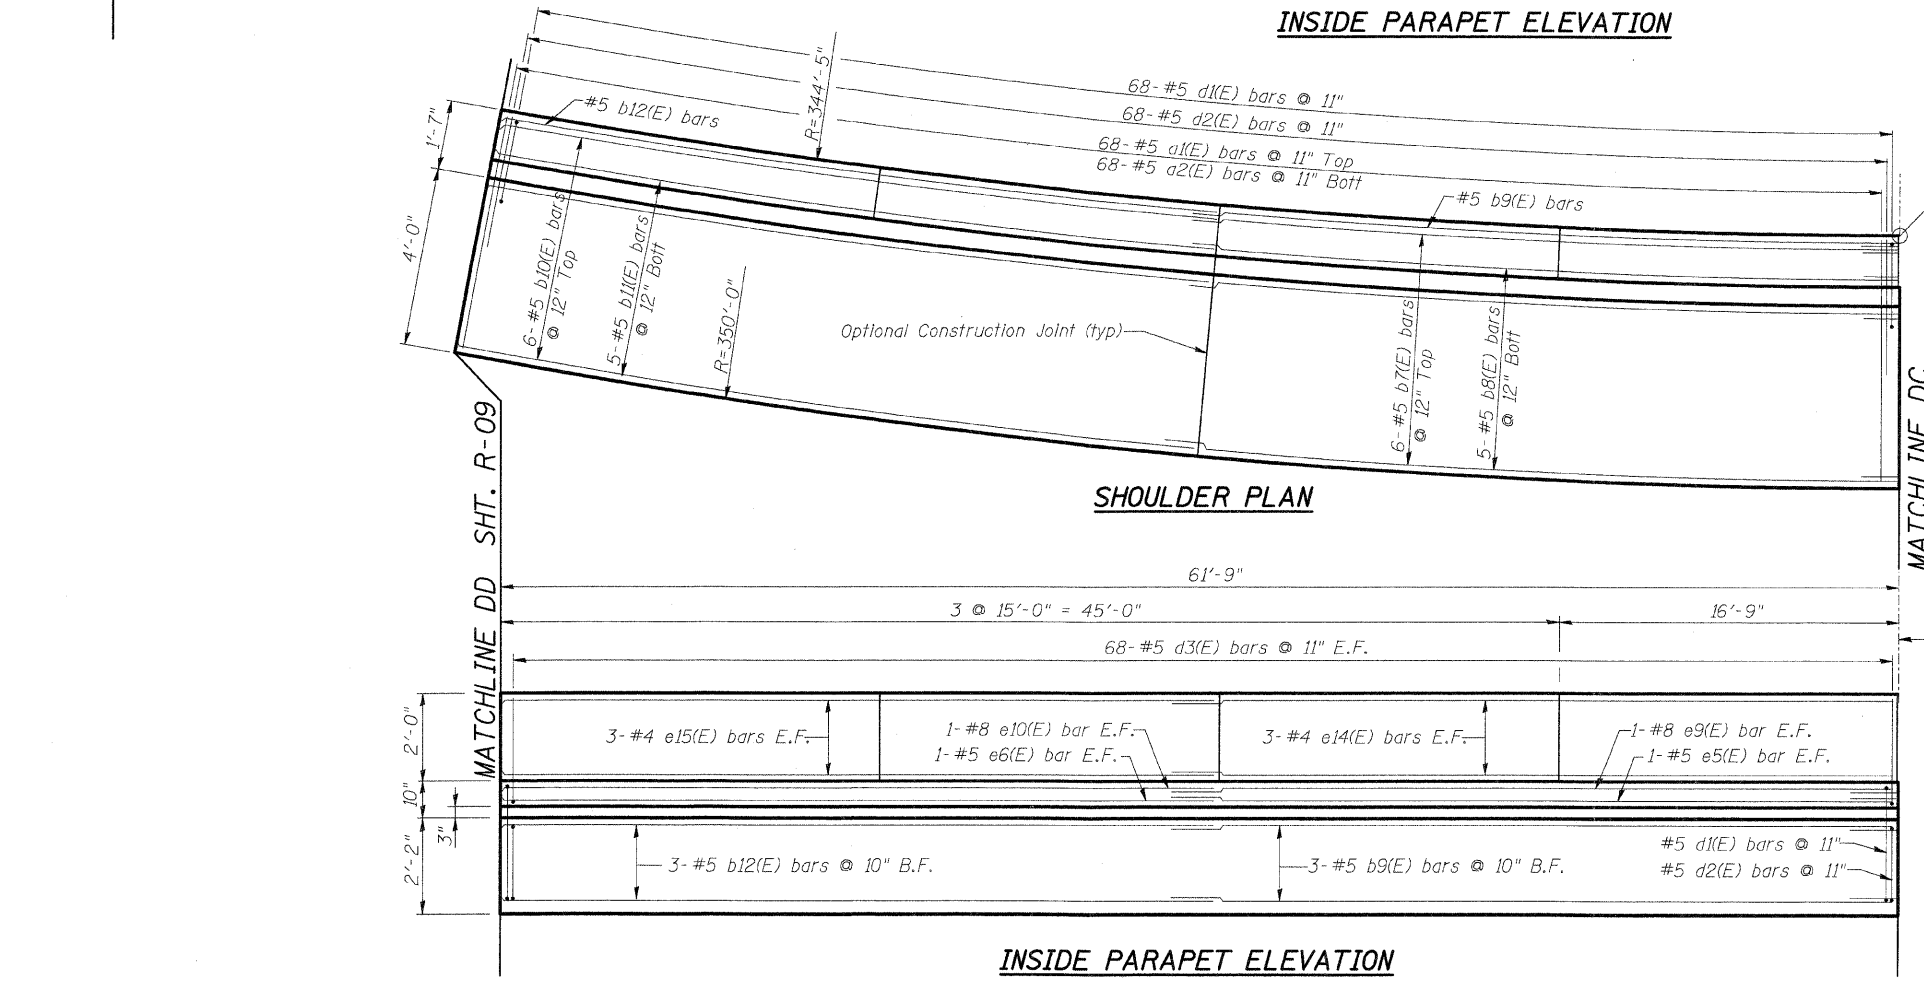 INSIDE PARAPET ELEVATION
68-#5 d1(E) bars @ 11"
68-#5 d2(E) bars @ 11"
68-#5 a1(E) bars @ 11" Top
68-#5 a2(E) bars @ 11" Bott
#5 b12(E) bars
R=344'-5"
#5 b9(E) bars
1'-7"
4'-0"
6-#5 b10(E) bars
@ 12" Top
5-#5 b11(E) bars
@ 12" Bott
R=350'-0"
Optional Construction Joint (typ)
6-#5 b7(E) bars
@ 12" Top
5-#5 b8(E) bars
@ 12" Bott
SHOULDER PLAN
MATCHLINE DD SHT. R-09
MATCHLINE DC
61'-9"
3 @ 15'-0" = 45'-0"
16'-9"
68-#5 d3(E) bars @ 11" E.F.
2'-0"
10"
3"
2'-2"
3-#4 e15(E) bars E.F.
1-#8 e10(E) bar E.F.
1-#5 e6(E) bar E.F.
3-#4 e14(E) bars E.F.
1-#8 e9(E) bar E.F.
1-#5 e5(E) bar E.F.
3-#5 b12(E) bars @ 10" B.F.
3-#5 b9(E) bars @ 10" B.F.
#5 d1(E) bars @ 11"
#5 d2(E) bars @ 11"
INSIDE PARAPET ELEVATION